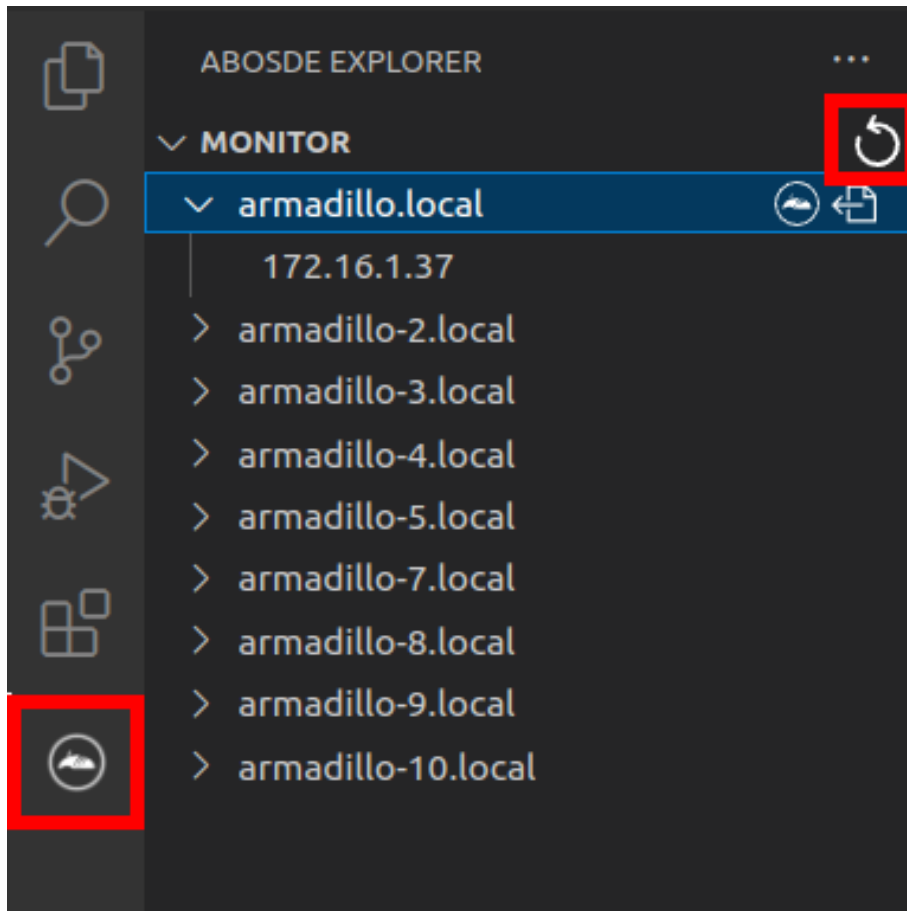 ABOSDE EXPLORER
MONITOR
armadillo.local
172.16.1.37
armadillo-2.local
armadillo-3.local
armadillo-4.local
armadillo-5.local
armadillo-7.local
armadillo-8.local
armadillo-9.local
armadillo-10.local